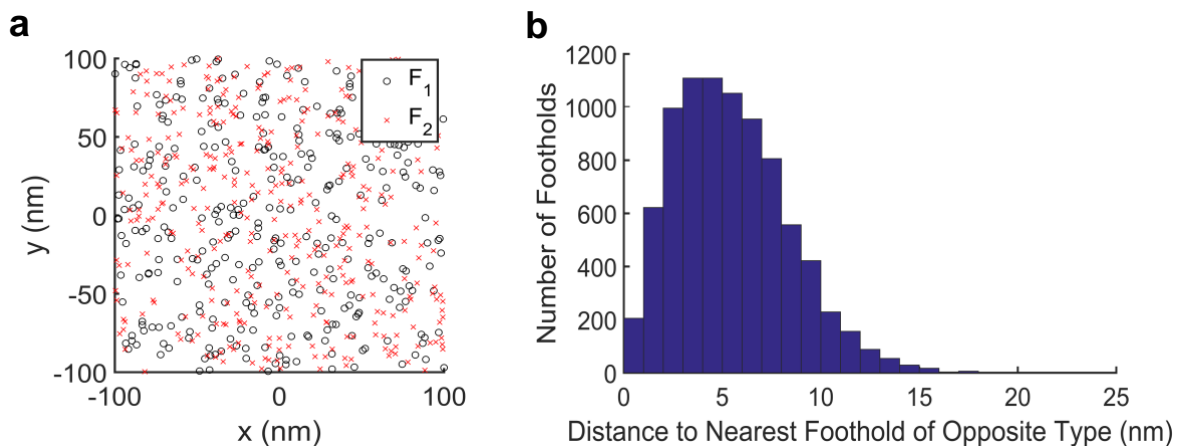 a
100
50
0
-50
-100
y (nm)
-100
0
100
x (nm)
F1
F2
b
1200
1000
800
600
400
200
0
Number of Footholds
0
5
10
15
20
25
Distance to Nearest Foothold of Opposite Type (nm)